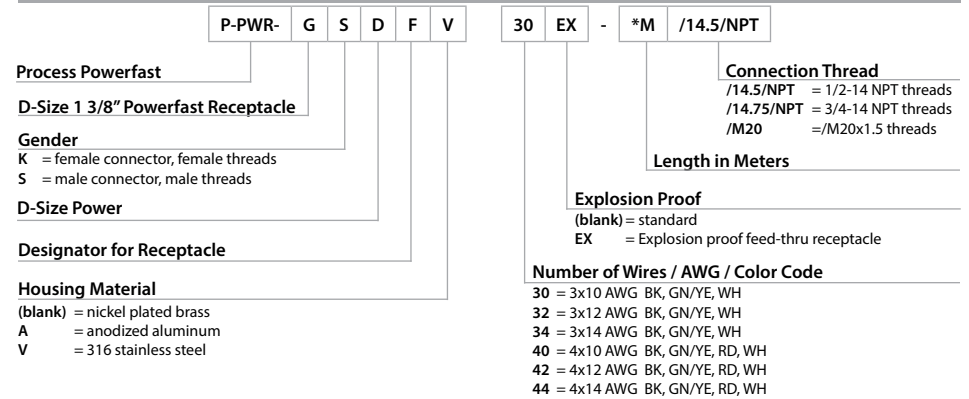 P-PWR- G S D F V 30 EX - *M /14.5/NPT
Process Powerfast
D-Size 1 3/8” Powerfast Receptacle
Gender
K = female connector, female threads
S = male connector, male threads
D-Size Power
Designator for Receptacle
Housing Material
(blank) = nickel plated brass
A = anodized aluminum
V = 316 stainless steel
Connection Thread
/14.5/NPT = 1/2-14 NPT threads
/14.75/NPT = 3/4-14 NPT threads
/M20 =/M20x1.5 threads
Length in Meters
Explosion Proof
(blank) = standard
EX = Explosion proof feed-thru receptacle
Number of Wires / AWG / Color Code
30 = 3x10 AWG BK, GN/YE, WH
32 = 3x12 AWG BK, GN/YE, WH
34 = 3x14 AWG BK, GN/YE, WH
40 = 4x10 AWG BK, GN/YE, RD, WH
42 = 4x12 AWG BK, GN/YE, RD, WH
44 = 4x14 AWG BK, GN/YE, RD, WH